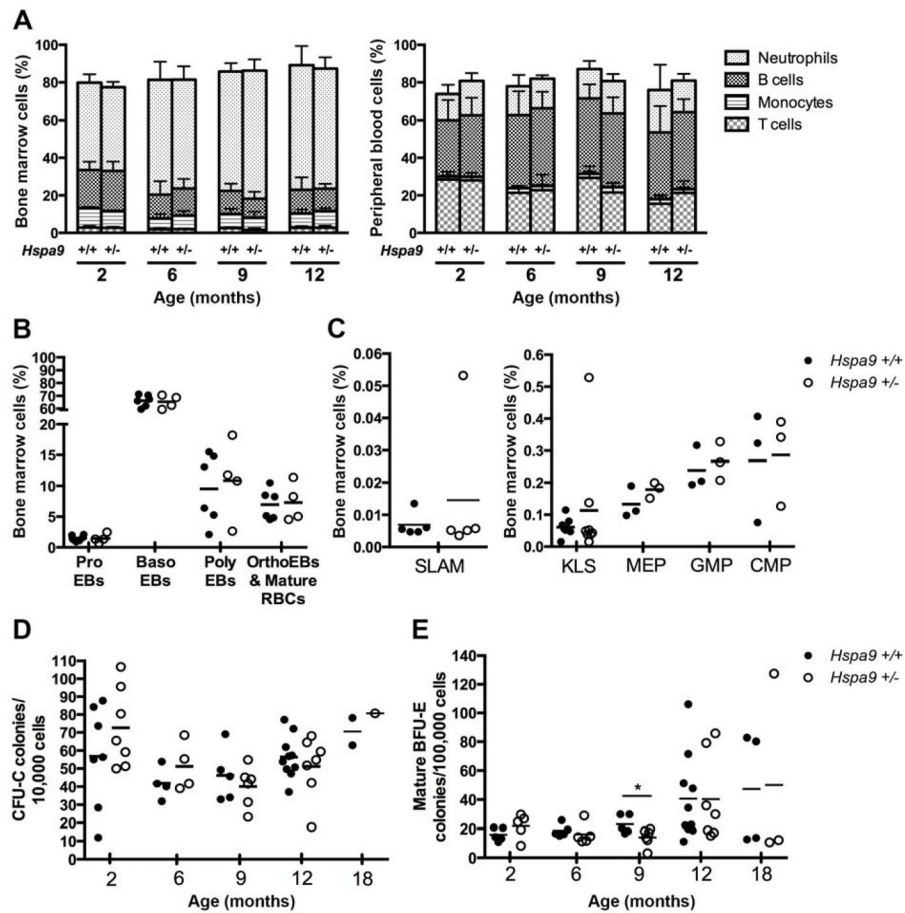 A
Bone marrow cells (%)
100
80
60
40
20
0
Hspa9 +/+ +/- +/+ +/- +/+ +/- +/+ +/-
2 6 9 12
Age (months)
Peripheral blood cells (%)
100
80
60
40
20
0
Hspa9 +/+ +/- +/+ +/- +/+ +/- +/+ +/-
2 6 9 12
Age (months)
Neutrophils
B cells
Monocytes
T cells
B
Bone marrow cells (%)
100
90
80
70
60
20
15
10
5
0
Pro Baso Poly OrthoEBs
EBs EBs EBs & Mature
RBCs
C
Bone marrow cells (%)
0.06
0.05
0.04
0.03
0.02
0.01
0.00
SLAM
Bone marrow cells (%)
0.6
0.5
0.4
0.3
0.2
0.1
0.0
KLS MEP GMP CMP
Hspa9 +/+
Hspa9 +/-
D
CFU-C colonies/
10,000 cells
110
100
90
80
70
60
50
40
30
20
10
0
2 6 9 12 18
Age (months)
E
Mature BFU-E
colonies/100,000 cells
140
120
100
80
60
40
20
0
*
2 6 9 12 18
Age (months)
Hspa9 +/+
Hspa9 +/-